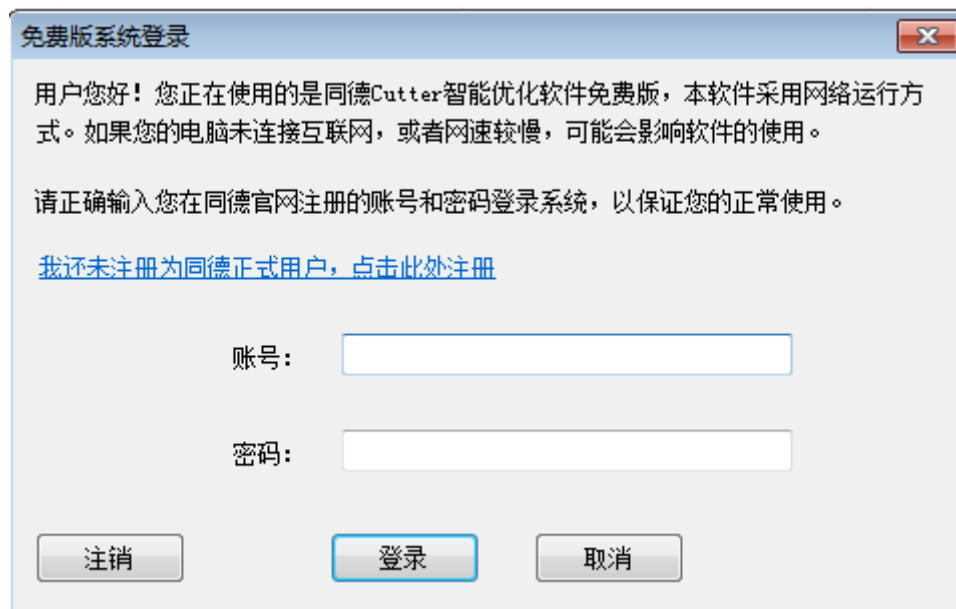 免费版系统登录
用户您好！您正在使用的是同德Cutter智能优化软件免费版，本软件采用网络运行方
式。如果您的电脑未连接互联网，或者网速较慢，可能会影响软件的使用。
请正确输入您在同德官网注册的账号和密码登录系统，以保证您的正常使用。
我还未注册为同德正式用户，点击此处注册
账号：
密码：
注销 登录 取消